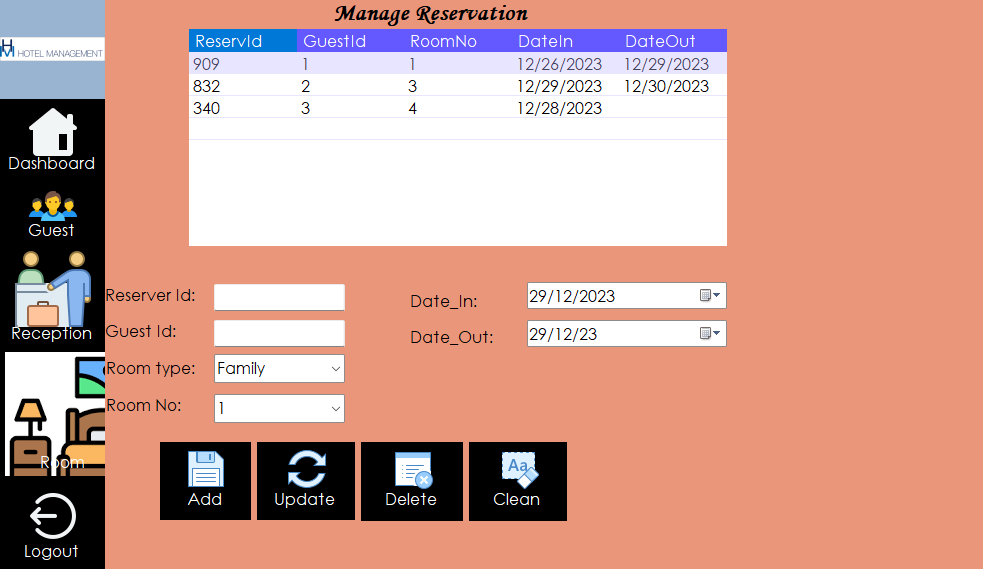 Manage Reservation
HM HOTEL MANAGEMENT
ReservId GuestId RoomNo DateIn DateOut
909 1 1 12/26/2023 12/29/2023
832 2 3 12/29/2023 12/30/2023
340 3 4 12/28/2023
Dashboard
Guest
Reception
Room
Logout
Reserver Id:
Guest Id:
Room type: Family
Room No: 1
Date_In: 29/12/2023
Date_Out: 29/12/23
Add Update Delete Aa Clean